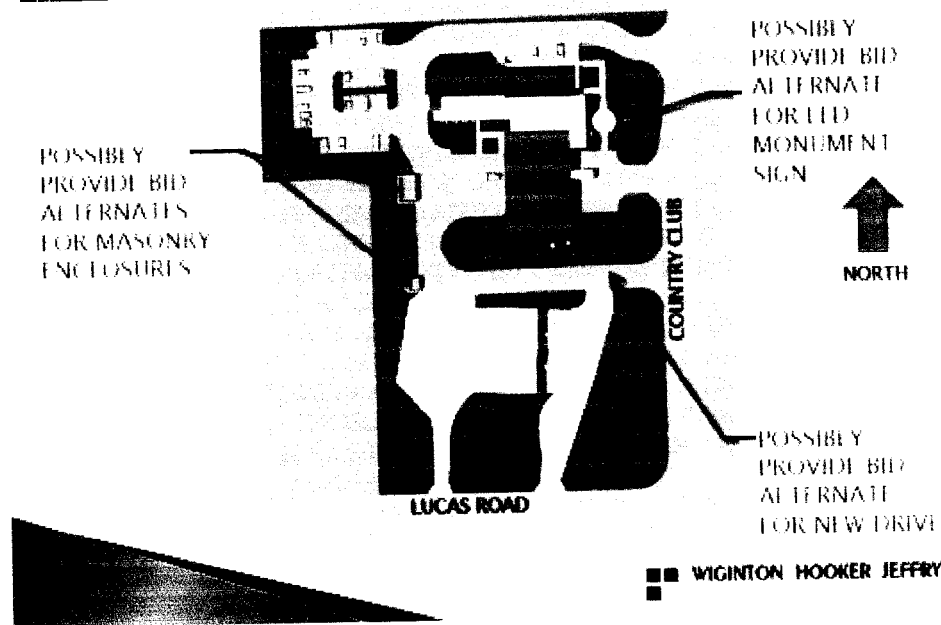 POSSIBLY
PROVIDE BID
ALTERNATE
FOR LED
MONUMENT
SIGN
POSSIBLY
PROVIDE BID
ALTERNATES
FOR MASONRY
ENCLOSURES
NORTH
COUNTRY CLUB
POSSIBLY
PROVIDE BID
ALTERNATE
FOR NEW DRIVE
LUCAS ROAD
WIGINTON HOOKER JEFFRY